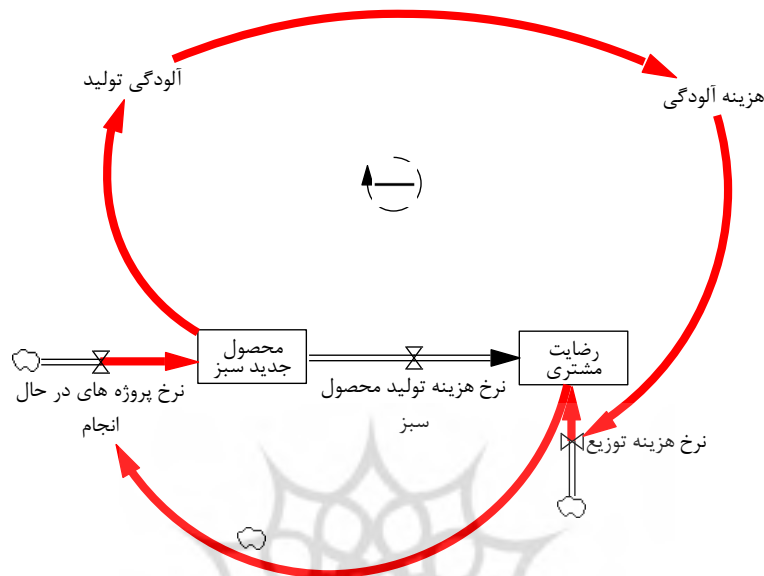 آلودگی تولید
هزینه آلودگی
محصول
جدید سبز
رضایت
مشتری
نرخ پروژه های در حال
انجام
نرخ هزینه تولید محصول
سبز
نرخ هزینه توزیع